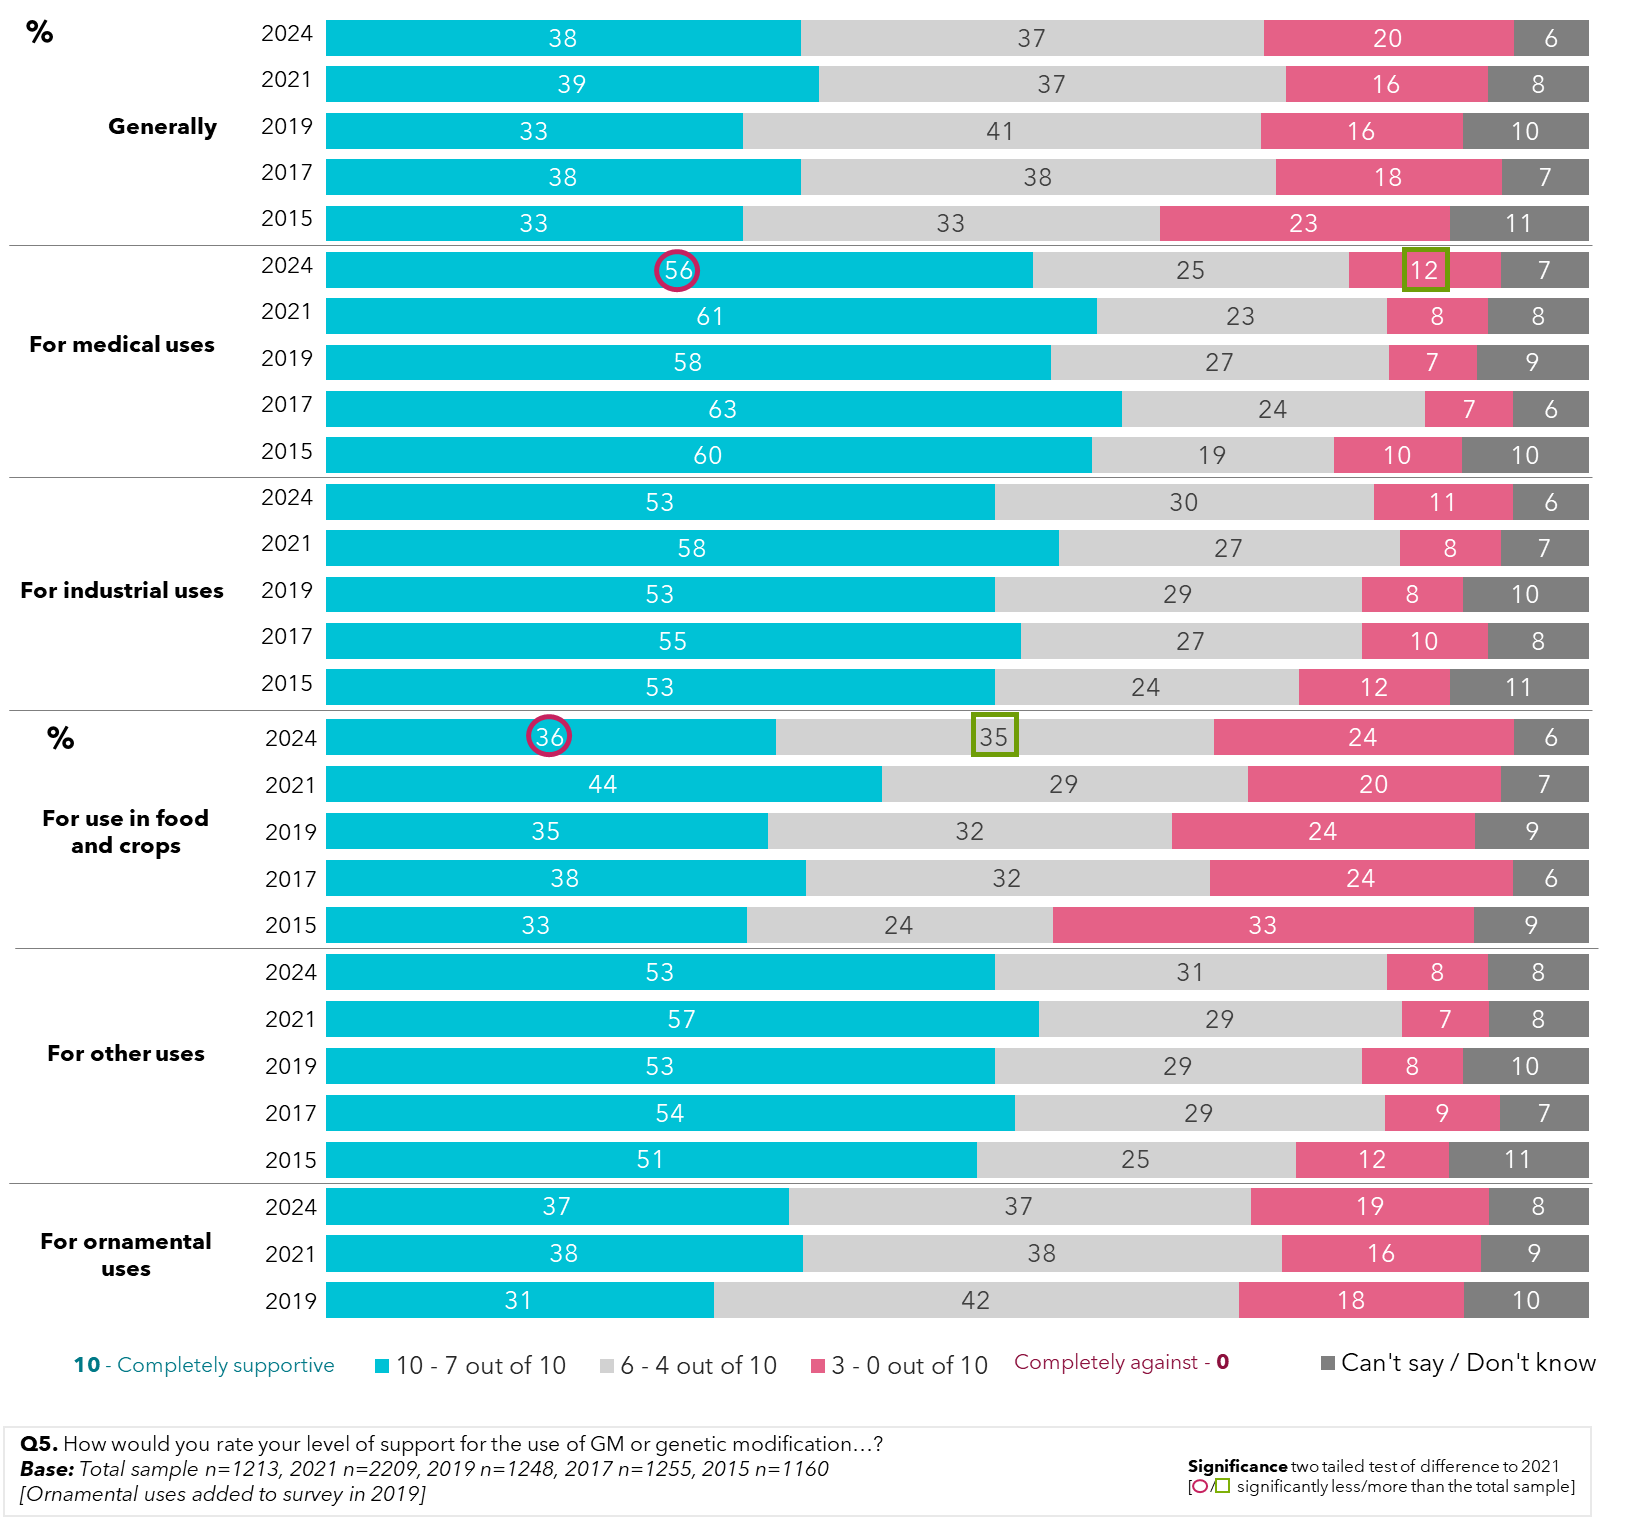 %
2024 38 37 20 6
2021 39 37 16 8
Generally 2019 33 41 16 10
2017 38 38 18 7
2015 33 33 23 11
2024 56 25 12 7
2021 61 23 8 8
For medical uses
2019 58 27 7 9
2017 63 24 7 6
2015 60 19 10 10
2024 53 30 11 6
2021 58 27 8 7
For industrial uses 2019 53 29 8 10
2017 55 27 10 8
2015 53 24 12 11
% 2024 36 35 24 6
2021 44 29 20 7
For use in food
and crops
2019 35 32 24 9
2017 38 32 24 6
2015 33 24 33 9
2024 53 31 8 8
2021 57 29 7 8
For other uses
2019 53 29 8 10
2017 54 29 9 7
2015 51 25 12 11
2024 37 37 19 8
For ornamental
uses
2021 38 38 16 9
2019 31 42 18 10
10 - Completely supportive 10 - 7 out of 10 6 - 4 out of 10 3 - 0 out of 10 Completely against - 0 Can't say / Don't know
Q5. How would you rate your level of support for the use of GM or genetic modification…?
Base: Total sample n=1213, 2021 n=2209, 2019 n=1248, 2017 n=1255, 2015 n=1160
[Ornamental uses added to survey in 2019]
Significance two tailed test of difference to 2021
[O/□ significantly less/more than the total sample]